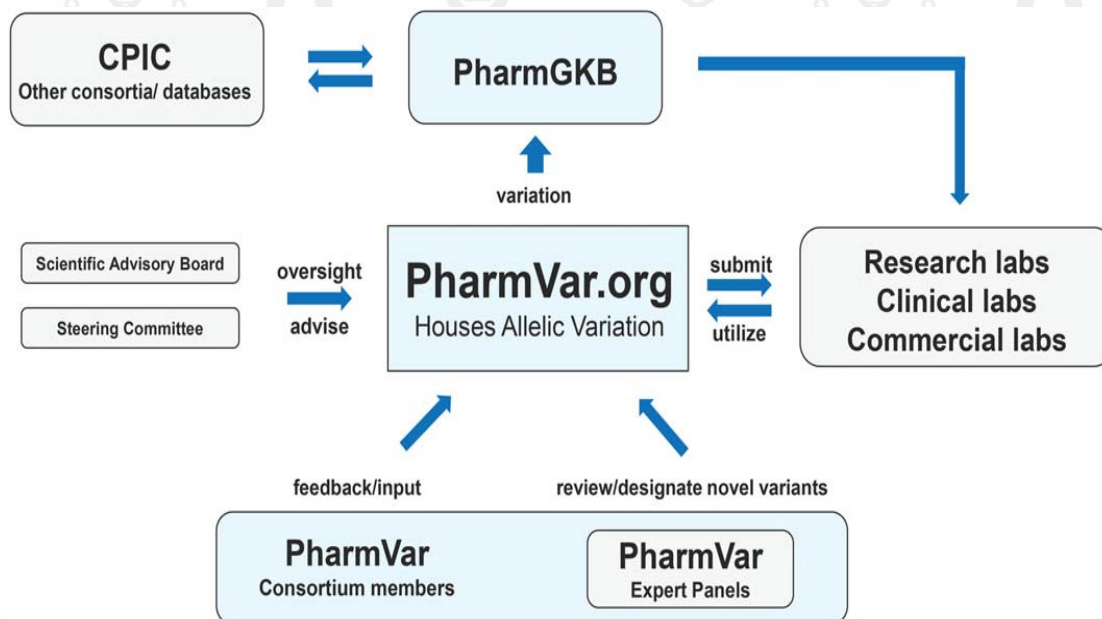 CPIC
Other consortia/ databases
PharmGKB
variation
Scientific Advisory Board
Steering Committee
oversight
advise
PharmVar.org
Houses Allelic Variation
submit
utilize
Research labs
Clinical labs
Commercial labs
feedback/input
review/designate novel variants
PharmVar
Consortium members
PharmVar
Expert Panels